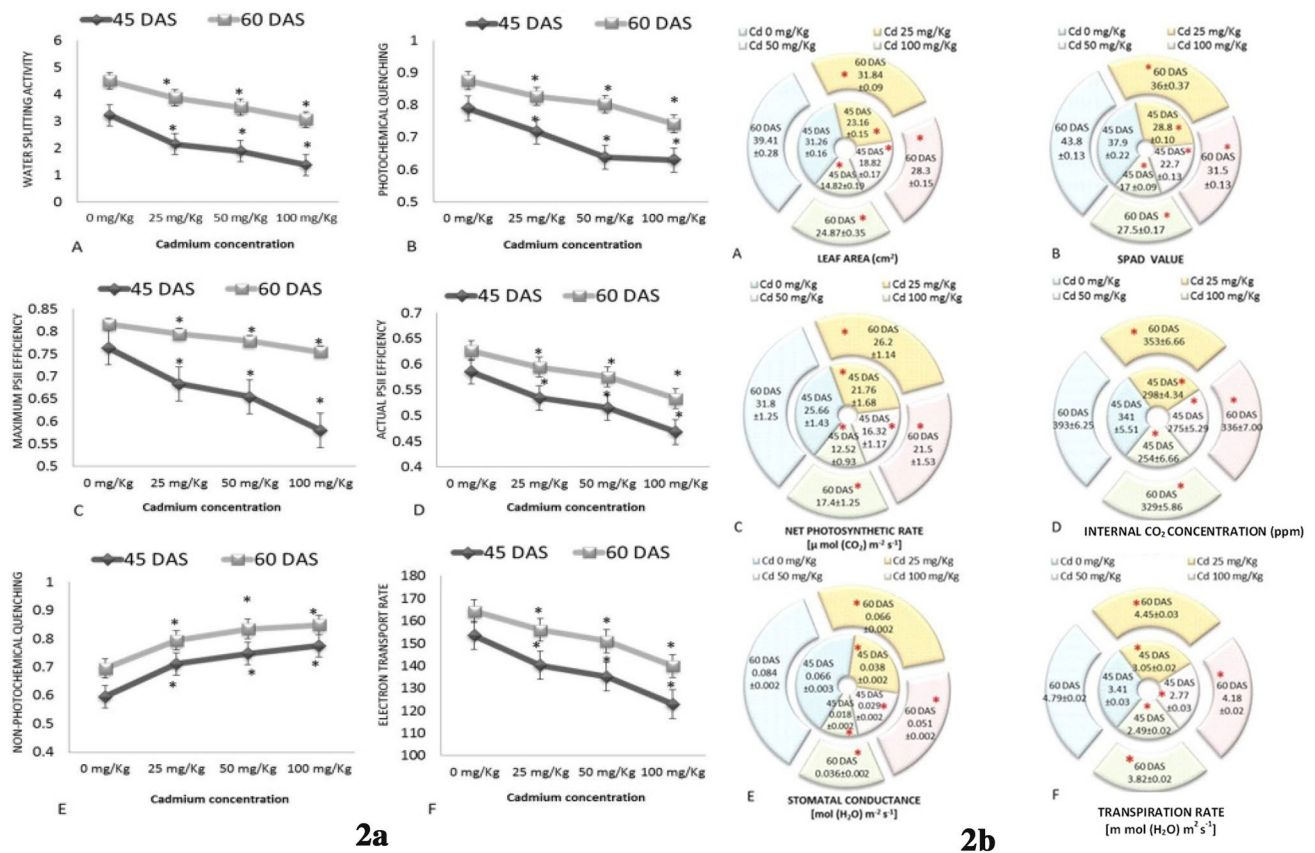 45 DAS 60 DAS
WATER SPLITTING ACTIVITY
6
5
4
3
2
1
0
* * *
* * *
0 mg/Kg 25 mg/Kg 50 mg/Kg 100 mg/Kg
A Cadmium concentration
45 DAS 60 DAS
PHOTOCHEMICAL QUENCHING
1
0.9
0.8
0.7
0.6
0.5
* * *
* * *
0 mg/Kg 25 mg/Kg 50 mg/Kg 100 mg/Kg
B Cadmium concentration
45 DAS 60 DAS
MAXIMUM PSII EFFICIENCY
0.85
0.8
0.75
0.7
0.65
0.6
0.55
0.5
* * *
* * *
0 mg/Kg 25 mg/Kg 50 mg/Kg 100 mg/Kg
C Cadmium concentration
45 DAS 60 DAS
ACTUAL PSII EFFICIENCY
0.7
0.65
0.6
0.55
0.5
0.45
0.4
* * *
* * *
0 mg/Kg 25 mg/Kg 50 mg/Kg 100 mg/Kg
D Cadmium concentration
45 DAS 60 DAS
NON-PHOTOCHEMICAL QUENCHING
1
0.9
0.8
0.7
0.6
0.5
0.4
* * *
* * *
0 mg/Kg 25 mg/Kg 50 mg/Kg 100 mg/Kg
E Cadmium concentration
45 DAS 60 DAS
ELECTRON TRANSPORT RATE
180
170
160
150
140
130
120
110
100
* * *
* * *
0 mg/Kg 25 mg/Kg 50 mg/Kg 100 mg/Kg
F Cadmium concentration
2a
Cd 0 mg/Kg Cd 25 mg/Kg
Cd 50 mg/Kg Cd 100 mg/Kg
* 60 DAS
31.84
±0.09
60 DAS
39.41
±0.28
45 DAS
31.26
±0.16
45 DAS
23.16
±0.15 *
45 DAS *
18.82
±0.17
* 45 DAS
14.82±0.19
* 60 DAS
28.3
±0.15
60 DAS *
24.87±0.35
A LEAF AREA (cm²)
Cd 0 mg/Kg Cd 25 mg/Kg
Cd 50 mg/Kg Cd 100 mg/Kg
* 60 DAS
36±0.37
60 DAS
43.8
±0.13
45 DAS
37.9
±0.22
45 DAS
28.8 *
±0.10
45 DAS *
22.7
±0.13
* 45 DAS
17 ±0.09
60 DAS *
31.5
±0.13
60 DAS *
27.5±0.17
B SPAD VALUE
Cd 0 mg/Kg Cd 25 mg/Kg
Cd 50 mg/Kg Cd 100 mg/Kg
* 60 DAS
26.2
±1.14
60 DAS
31.8
±1.25
45 DAS
25.66
±1.43
* 45 DAS
21.76
±1.68
45 DAS
16.32 *
±1.17
* 45 DAS
12.52
±0.93
* 60 DAS
21.5
±1.53
60 DAS *
17.4±1.25
C NET PHOTOSYNTHETIC RATE
[μ mol (CO₂) m⁻² s⁻¹]
Cd 0 mg/Kg Cd 25 mg/Kg
Cd 50 mg/Kg Cd 100 mg/Kg
* 60 DAS
353±6.66
60 DAS
393±6.25
45 DAS
341
±5.51
45 DAS *
298±4.34
* 45 DAS
275±5.29
* 45 DAS
254±6.66
* 60 DAS
336±7.00
60 DAS *
329±5.86
D INTERNAL CO₂ CONCENTRATION (ppm)
Cd 0 mg/Kg Cd 25 mg/Kg
Cd 50 mg/Kg Cd 100 mg/Kg
* 60 DAS
0.066
±0.002
60 DAS
0.084
±0.002
45 DAS
0.066
±0.003
* 45 DAS
0.038
±0.002
45 DAS
0.029 *
±0.002
45 DAS
0.018
±0.002 *
* 60 DAS
0.051
±0.002
60 DAS *
0.036±0.002
E STOMATAL CONDUCTANCE
[mol (H₂O) m⁻² s⁻¹]
Cd 0 mg/Kg Cd 25 mg/Kg
Cd 50 mg/Kg Cd 100 mg/Kg
* 60 DAS
4.45±0.03
60 DAS
4.79±0.02
45 DAS
3.41
±0.03
* 45 DAS
3.05±0.02
45 DAS
* 2.77
±0.03
* 45 DAS
2.49±0.02
* 60 DAS
4.18
±0.02
* 60 DAS
3.82±0.02
F TRANSPIRATION RATE
[m mol (H₂O) m² s⁻¹]
2b